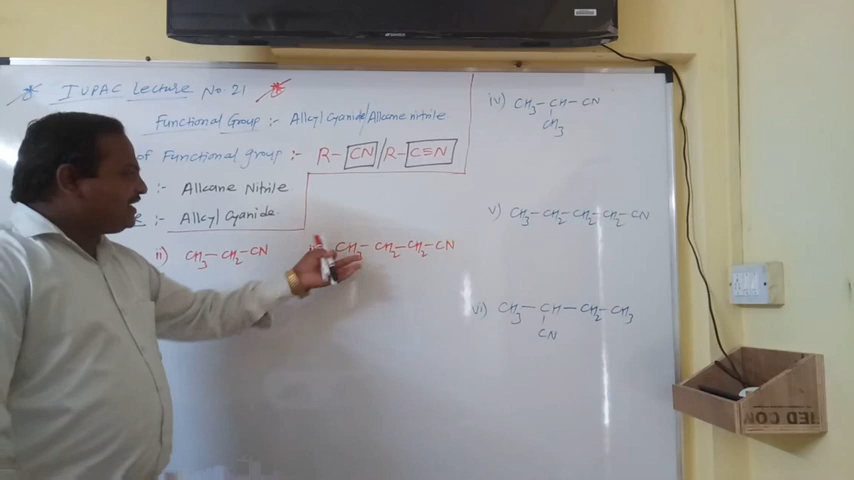 IUPAC Lecture No. 21
Functional Group :- Alkyl Cyanide/Alkane nitrile
of Functional group :- R-CN/R-C≡N
:- Alkane Nitrile
:- Alkyl Cyanide.
ii) CH3-CH2-CN
CH3-CH2-CH2-CN
iv) CH3-CH-CN
CH3
v) CH3-CH2-CH2-CH2-CN
vi) CH3-CH-CH2-CH3
CN